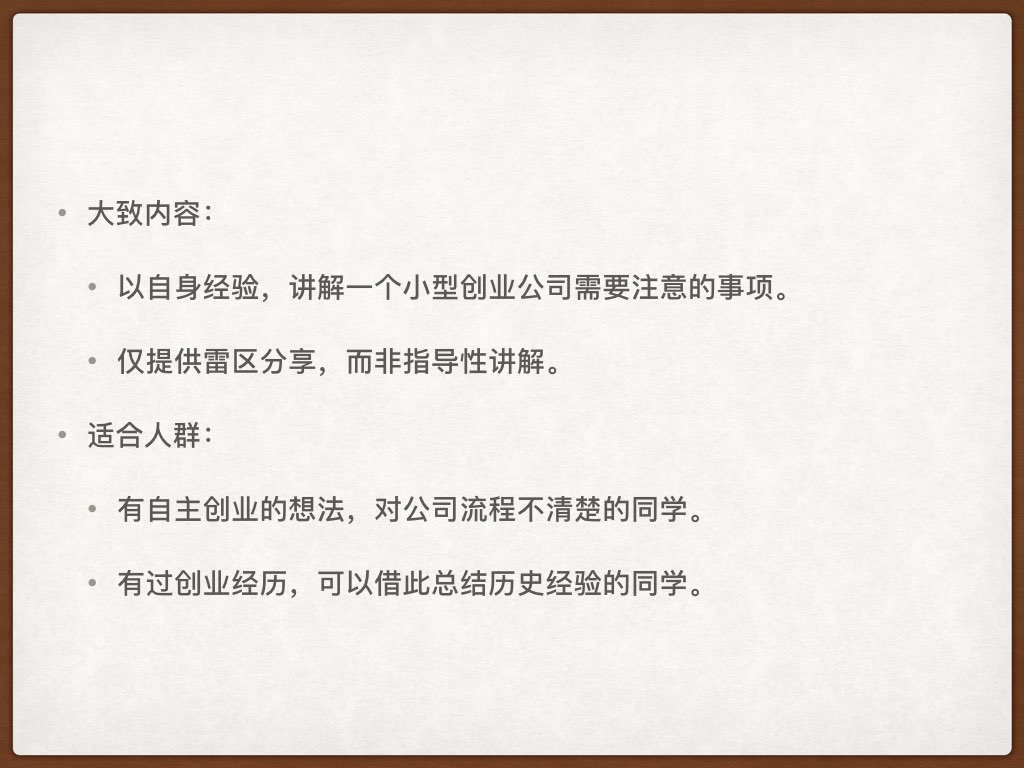 • 大致内容：
• 以自身经验，讲解一个小型创业公司需要注意的事项。
• 仅提供雷区分享，而非指导性讲解。
• 适合人群：
• 有自主创业的想法，对公司流程不清楚的同学。
• 有过创业经历，可以借此总结历史经验的同学。